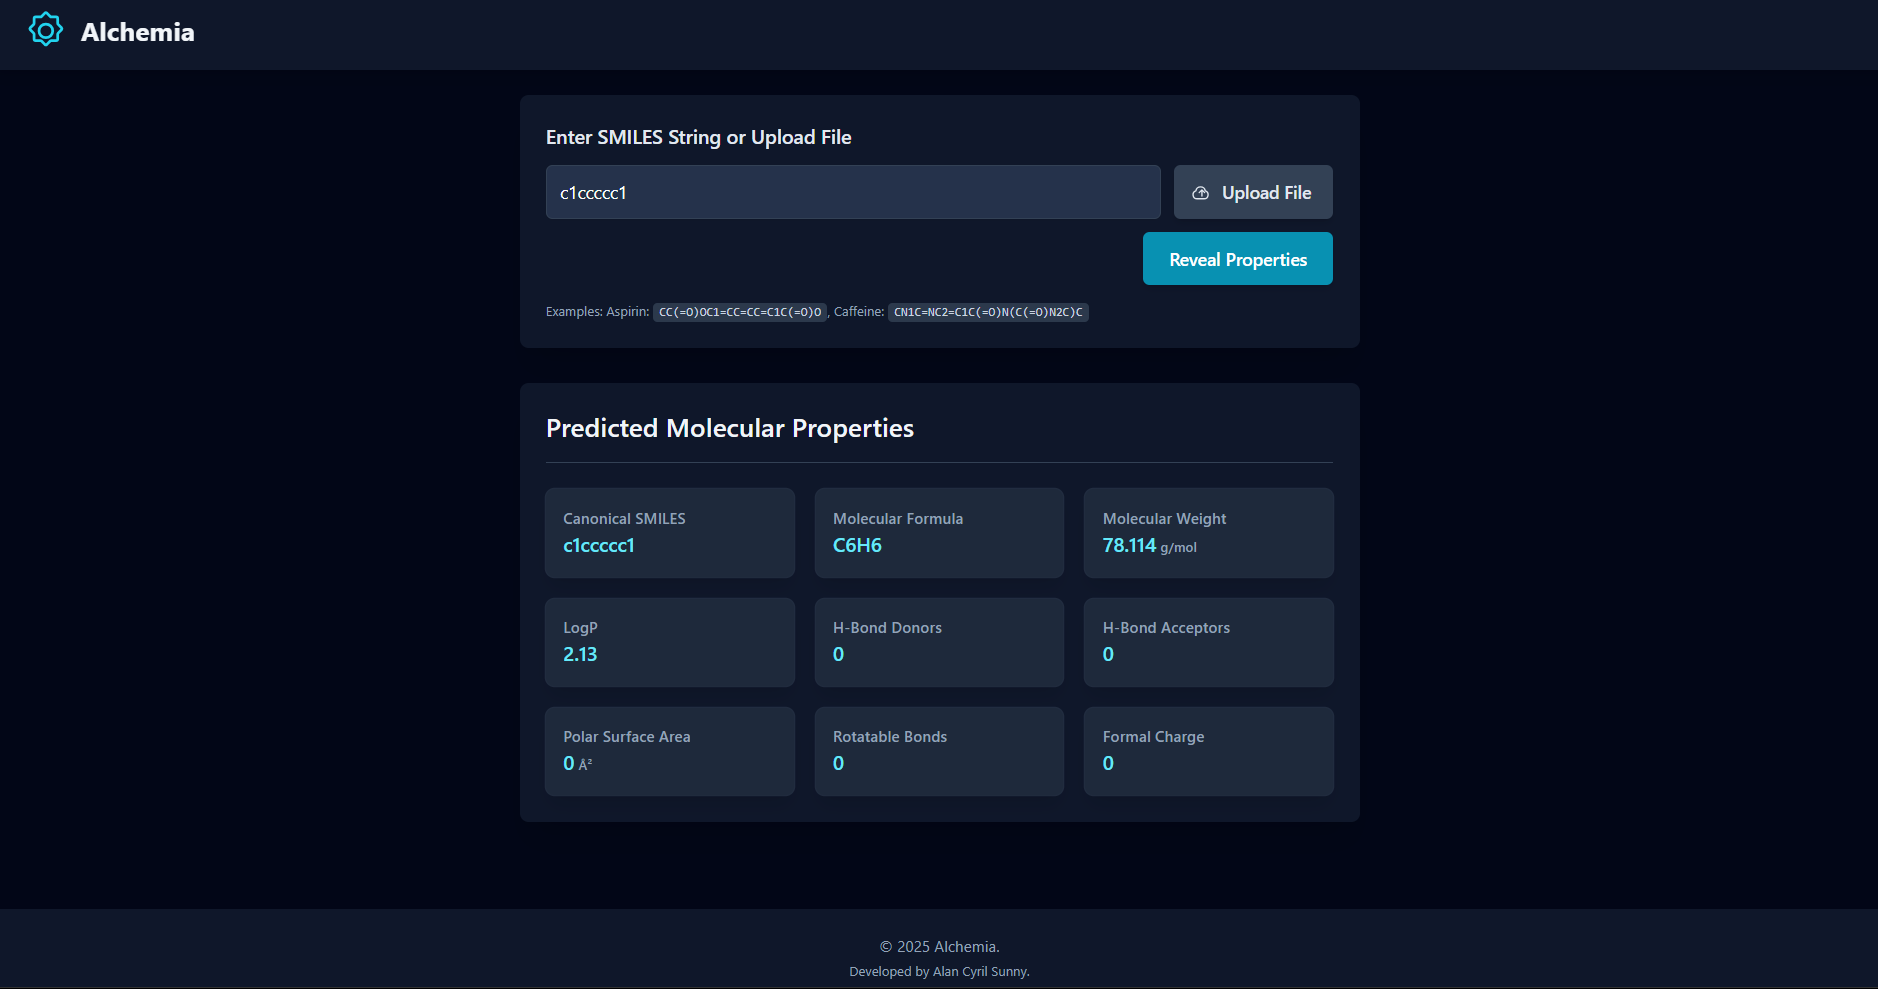 Alchemia
Enter SMILES String or Upload File
c1ccccc1
Upload File
Reveal Properties
Examples: Aspirin: CC(=O)OC1=CC=CC=C1C(=O)O, Caffeine: CN1C=NC2=C1C(=O)N(C(=O)N2C)C
Predicted Molecular Properties
Canonical SMILES
c1ccccc1
Molecular Formula
C6H6
Molecular Weight
78.114 g/mol
LogP
2.13
H-Bond Donors
0
H-Bond Acceptors
0
Polar Surface Area
0 Å²
Rotatable Bonds
0
Formal Charge
0
© 2025 Alchemia.
Developed by Alan Cyril Sunny.